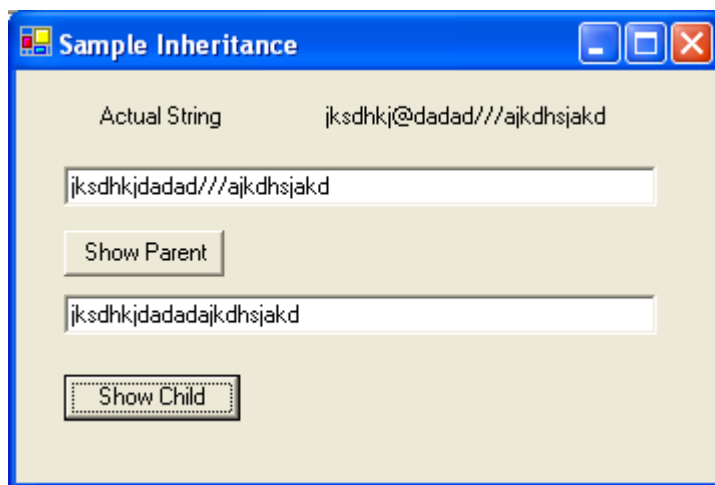 Sample Inheritance
Actual String jksdhkj@dadad///ajkdhsjakd
jksdhkjdadad///ajkdhsjakd
Show Parent
jksdhkjdadadajkdhsjakd
Show Child